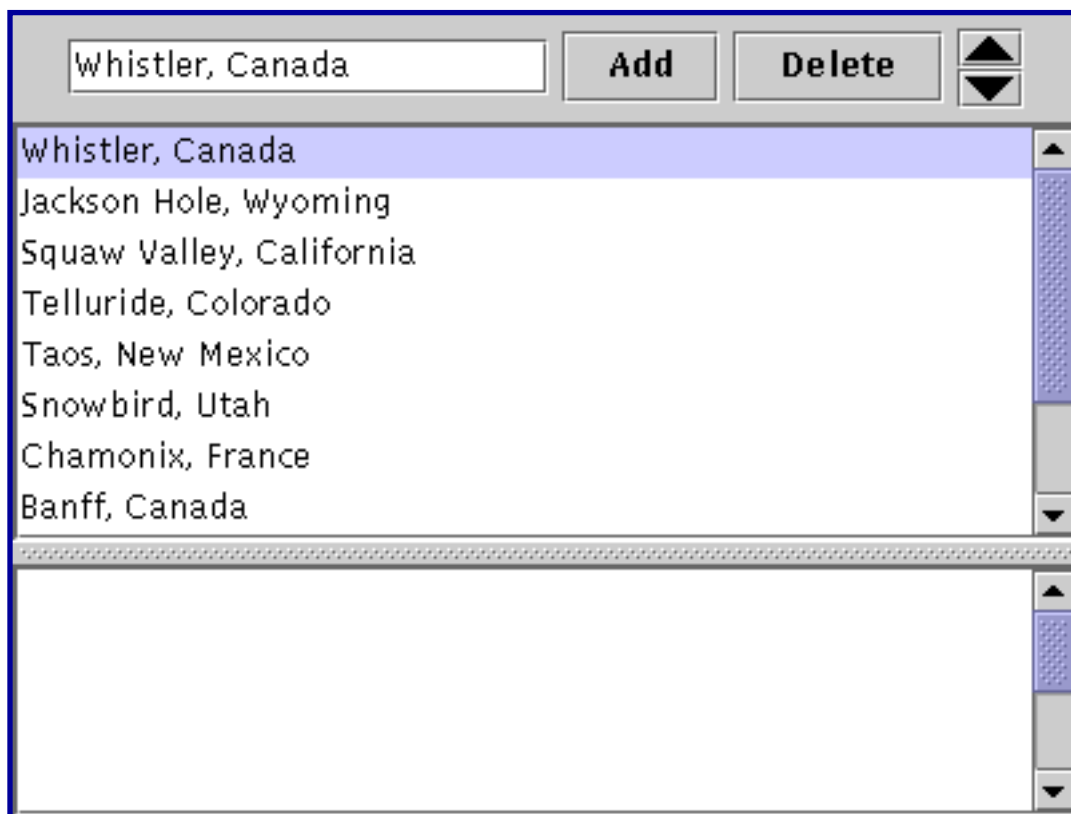 Whistler, Canada Add Delete
Whistler, Canada
Jackson Hole, Wyoming
Squaw Valley, California
Telluride, Colorado
Taos, New Mexico
Snowbird, Utah
Chamonix, France
Banff, Canada